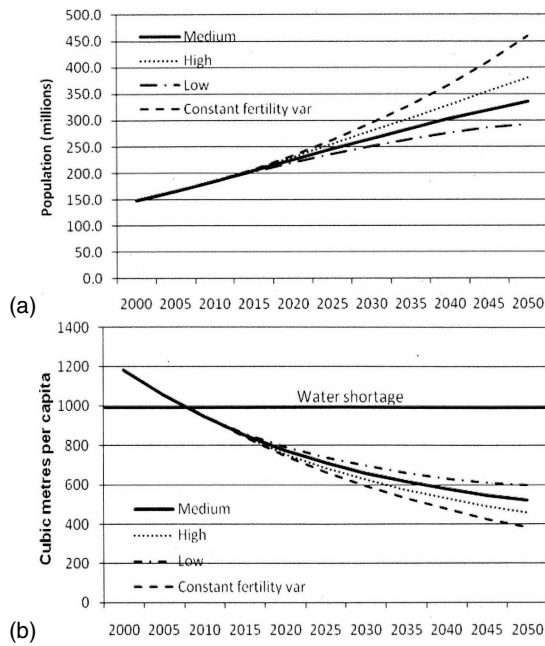 (a)
Population (millions)
500.0
450.0
400.0
350.0
300.0
250.0
200.0
150.0
100.0
50.0
0.0
Medium
High
Low
Constant fertility var
2000 2005 2010 2015 2020 2025 2030 2035 2040 2045 2050
(b)
Cubic metres per capita
1400
1200
1000
800
600
400
200
0
Water shortage
Medium
High
Low
Constant fertility var
2000 2005 2010 2015 2020 2025 2030 2035 2040 2045 2050